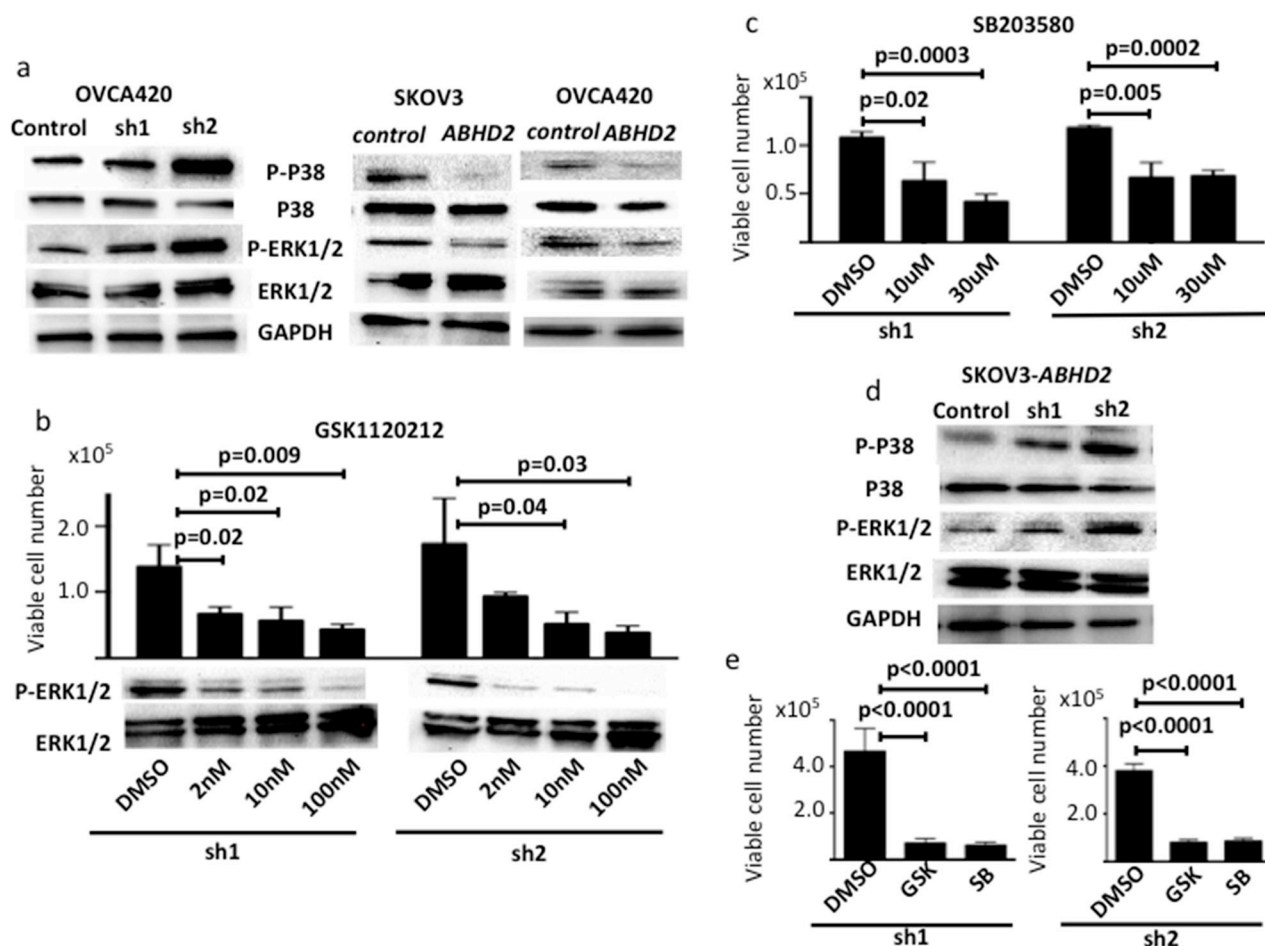 a
OVCA420
Control sh1 sh2
SKOV3
control ABHD2
OVCA420
control ABHD2
P-P38
P38
P-ERK1/2
ERK1/2
GAPDH
b
GSK1120212
x10⁵
Viable cell number
2.0
1.0
p=0.009
p=0.02
p=0.02
p=0.03
p=0.04
P-ERK1/2
ERK1/2
DMSO 2nM 10nM 100nM
sh1
DMSO 2nM 10nM 100nM
sh2
c
SB203580
x10⁵
Viable cell number
1.0
0.5
p=0.0003
p=0.02
p=0.0002
p=0.005
DMSO 10uM 30uM
sh1
DMSO 10uM 30uM
sh2
d
SKOV3-ABHD2
Control sh1 sh2
P-P38
P38
P-ERK1/2
ERK1/2
GAPDH
e
x10⁵
Viable cell number
4.0
2.0
p<0.0001
p<0.0001
DMSO GSK SB
sh1
x10⁵
Viable cell number
4.0
2.0
p<0.0001
p<0.0001
DMSO GSK SB
sh2